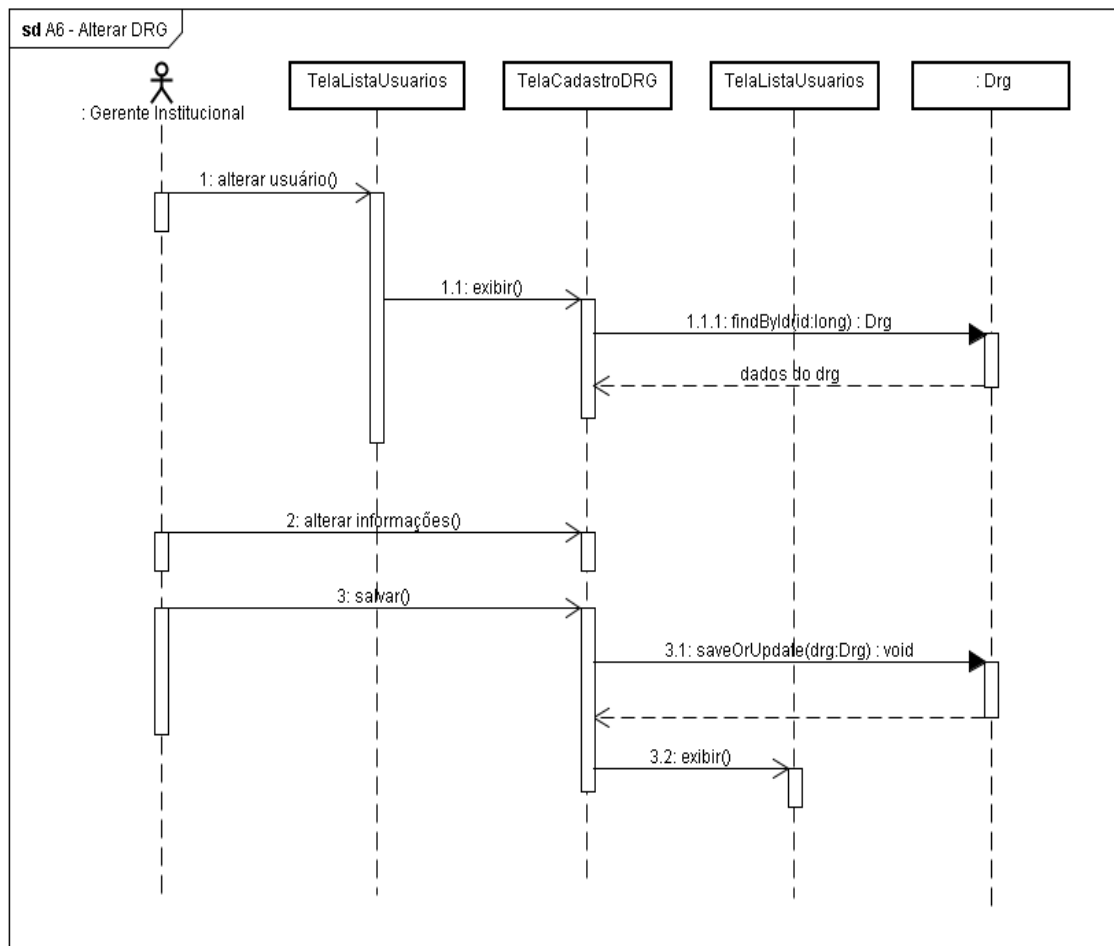 sd A6 - Alterar DRG
: Gerente Institucional
TelaListaUsuarios
TelaCadastroDRG
TelaListaUsuarios
: Drg
1: alterar usuário()
1.1: exibir()
1.1.1: findById(id:long) : Drg
dados do drg
2: alterar informações()
3: salvar()
3.1: saveOrUpdate(drg:Drg) : void
3.2: exibir()